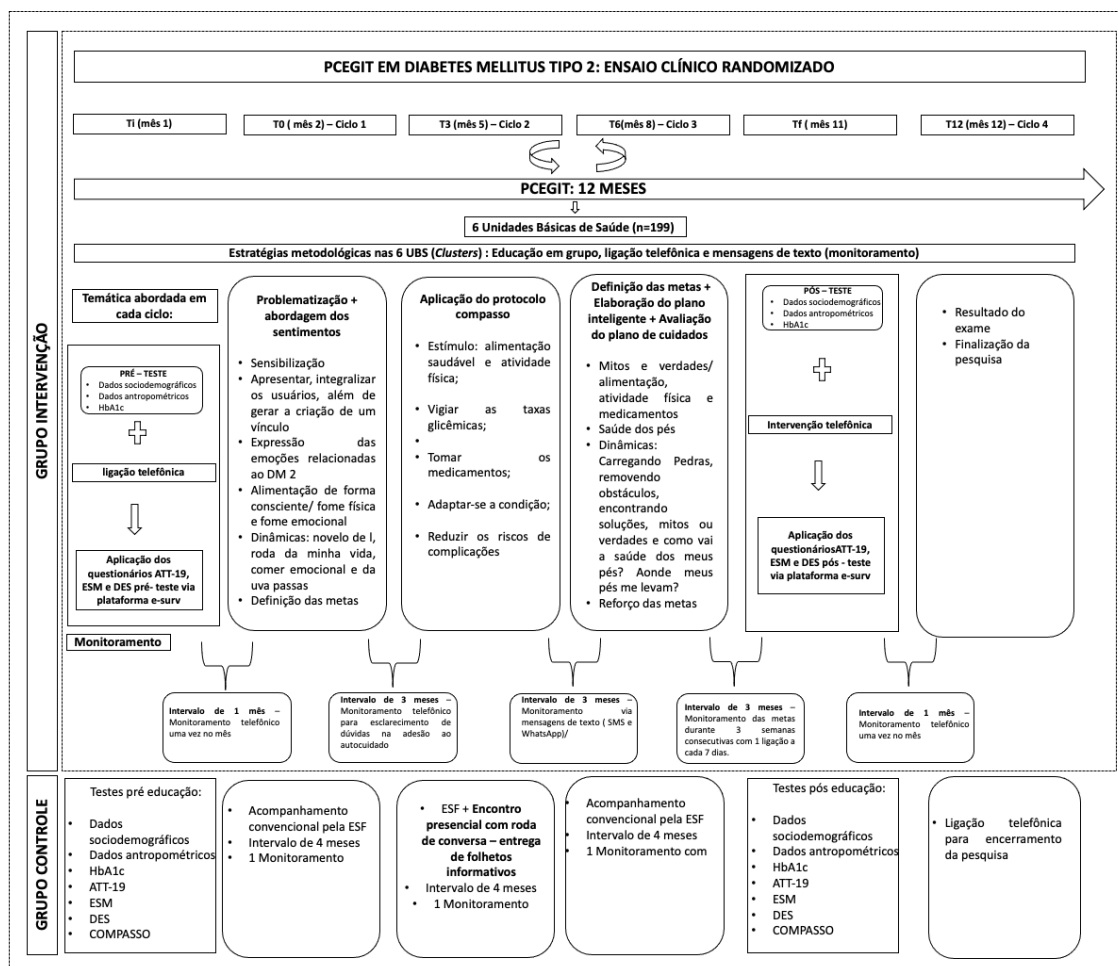 PCEGIT EM DIABETES MELLITUS TIPO 2: ENSAIO CLÍNICO RANDOMIZADO
Ti (mês 1)
T0 ( mês 2) – Ciclo 1
T3 (mês 5) – Ciclo 2
T6(mês 8) – Ciclo 3
Tf ( mês 11)
T12 (mês 12) – Ciclo 4
PCEGIT: 12 MESES
6 Unidades Básicas de Saúde (n=199)
Estratégias metodológicas nas 6 UBS (Clusters) : Educação em grupo, ligação telefônica e mensagens de texto (monitoramento)
GRUPO INTERVENÇÃO
Temática abordada em
cada ciclo:
PRÉ – TESTE
• Dados sociodemográficos
• Dados antropométricos
• HbA1c
ligação telefônica
Aplicação dos
questionários ATT-19,
ESM e DES pré- teste via
plataforma e-surv
Problematização +
abordagem dos
sentimentos
• Sensibilização
• Apresentar, integralizar
os usuários, além de
gerar a criação de um
vínculo
• Expressão das
emoções relacionadas
ao DM 2
• Alimentação de forma
consciente/ fome física
e fome emocional
• Dinâmicas: novelo de l,
roda da minha vida,
comer emocional e da
uva passas
• Definição das metas
Aplicação do protocolo
compasso
• Estímulo: alimentação
saudável e atividade
física;
• Vigiar as taxas
glicêmicas;
•
• Tomar os
medicamentos;
• Adaptar-se a condição;
• Reduzir os riscos de
complicações
Definição das metas +
Elaboração do plano
inteligente + Avaliação
do plano de cuidados
• Mitos e verdades/
alimentação,
atividade física e
medicamentos
• Saúde dos pés
• Dinâmicas:
Carregando Pedras,
removendo
obstáculos,
encontrando
soluções, mitos ou
verdades e como vai
a saúde dos meus
pés? Aonde meus
pés me levam?
• Reforço das metas
PÓS – TESTE
• Dados sociodemográficos
• Dados antropométricos
• HbA1c
Intervenção telefônica
Aplicação dos
questionáriosATT-19,
ESM e DES pós - teste
via plataforma e-surv
• Resultado do
exame
• Finalização da
pesquisa
Monitoramento
Intervalo de 1 mês –
Monitoramento telefônico
uma vez no mês
Intervalo de 3 meses –
Monitoramento telefônico
para esclarecimento de
dúvidas na adesão ao
autocuidado
Intervalo de 3 meses –
Monitoramento via
mensagens de texto ( SMS e
WhatsApp)/
Intervalo de 3 meses –
Monitoramento das metas
durante 3 semanas
consecutivas com 1 ligação a
cada 7 dias.
Intervalo de 1 mês –
Monitoramento telefônico
uma vez no mês
GRUPO CONTROLE
Testes pré educação:
• Dados
sociodemográficos
• Dados antropométricos
• HbA1c
• ATT-19
• ESM
• DES
• COMPASSO
• Acompanhamento
convencional pela ESF
• Intervalo de 4 meses
• 1 Monitoramento
• ESF + Encontro
presencial com roda
de conversa – entrega
de folhetos
informativos
• Intervalo de 4 meses
• 1 Monitoramento
• Acompanhamento
convencional pela ESF
• Intervalo de 4 meses
• 1 Monitoramento com
Testes pós educação:
• Dados
sociodemográficos
• Dados antropométricos
• HbA1c
• ATT-19
• ESM
• DES
• COMPASSO
• Ligação telefônica
para encerramento
da pesquisa